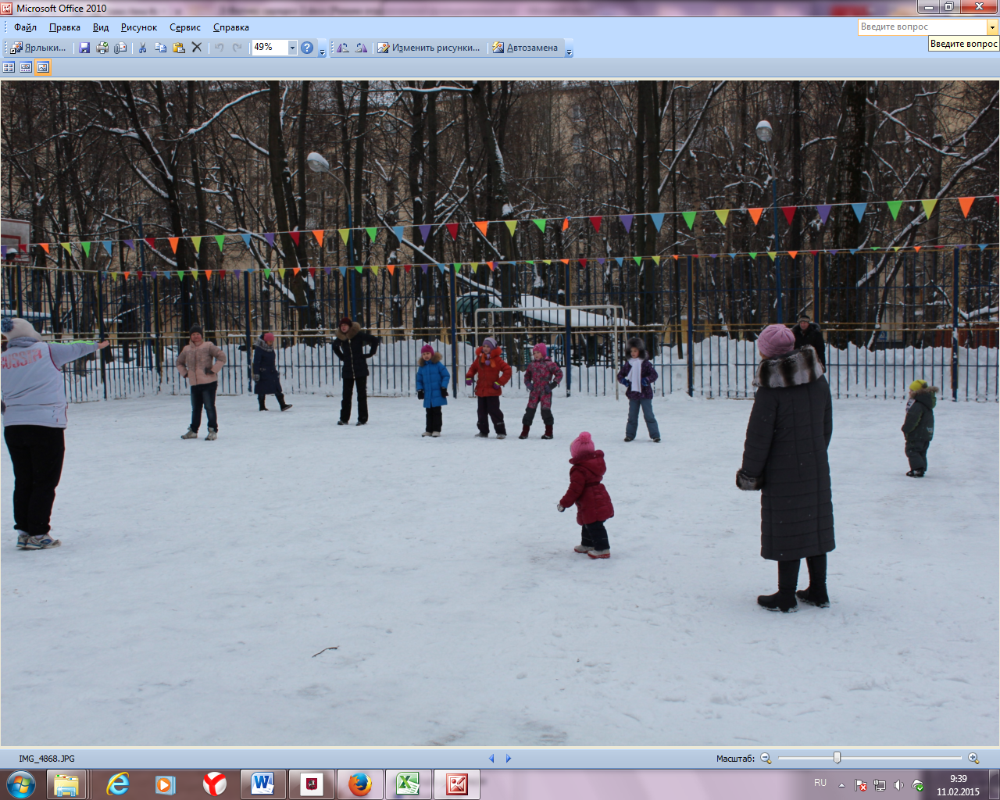 Microsoft Office 2010
Файл Правка Вид Рисунок Сервис Справка
Введите вопрос
Ярлыки... 49% Изменить рисунки... Автозамена
Введите вопрос
RUSSIA
IMG_4868.JPG
Масштаб:
RU
9:39
11.02.2015